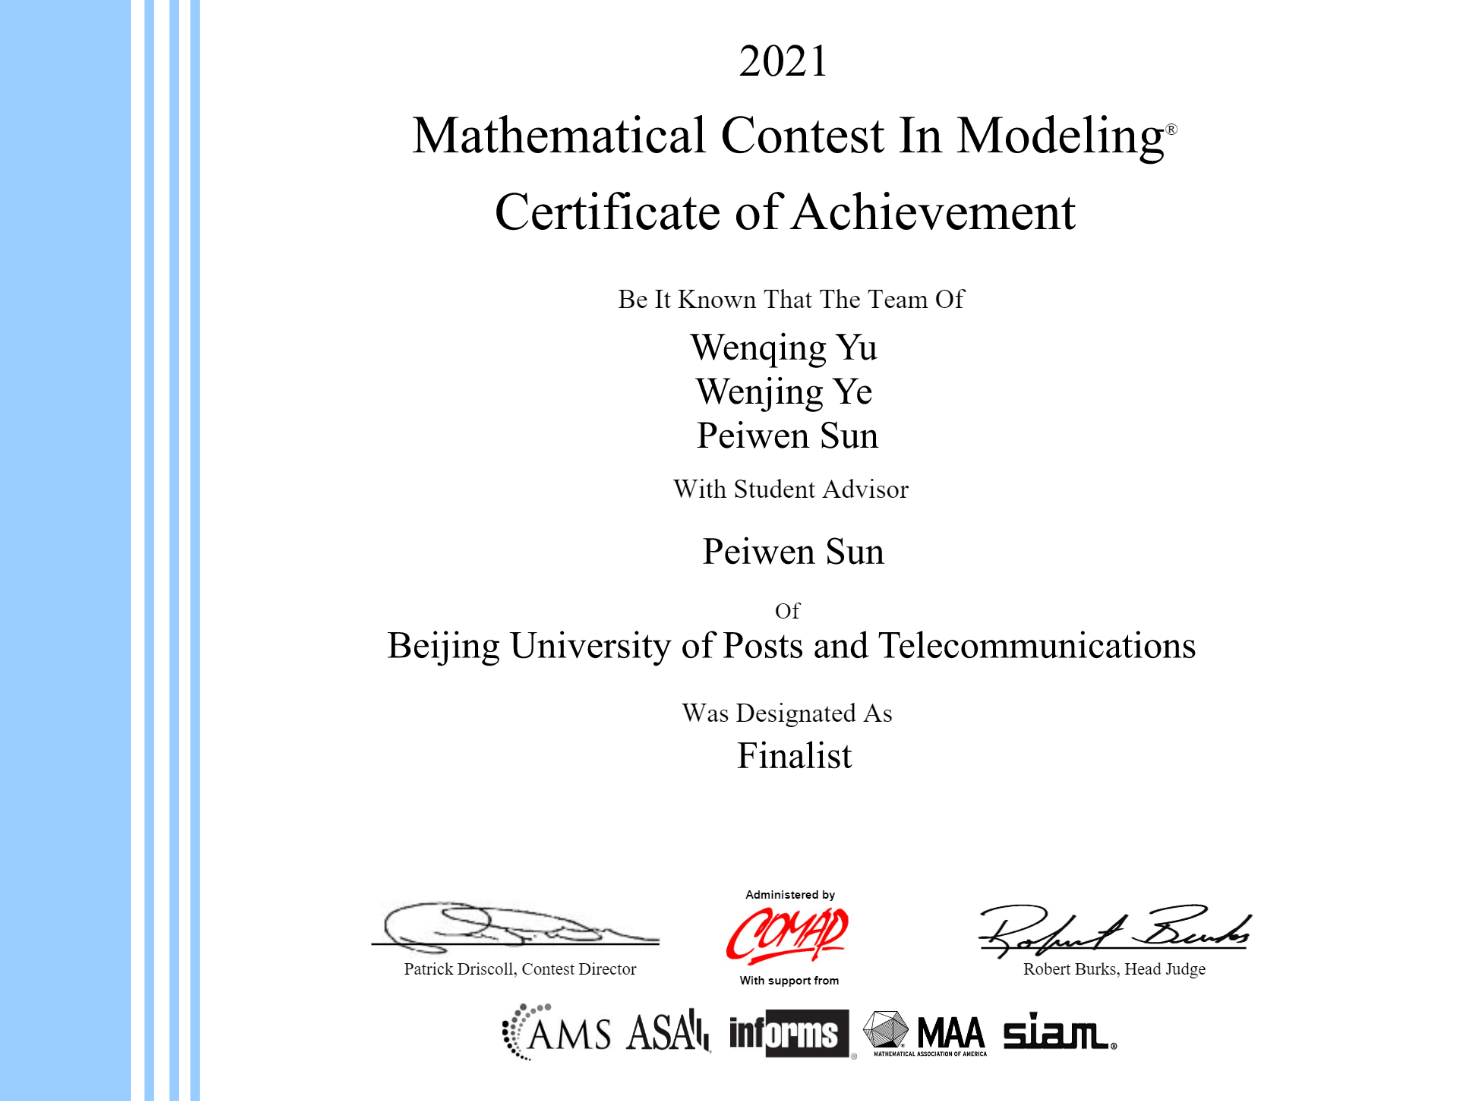 2021
Mathematical Contest In Modeling®
Certificate of Achievement
Be It Known That The Team Of
Wenqing Yu
Wenjing Ye
Peiwen Sun
With Student Advisor
Peiwen Sun
Of
Beijing University of Posts and Telecommunications
Was Designated As
Finalist
Administered by
COMAP
Robert Burks
Patrick Driscoll, Contest Director
Robert Burks, Head Judge
With support from
AMS ASA informs® MAA siam®
MATHEMATICAL ASSOCIATION OF AMERICA